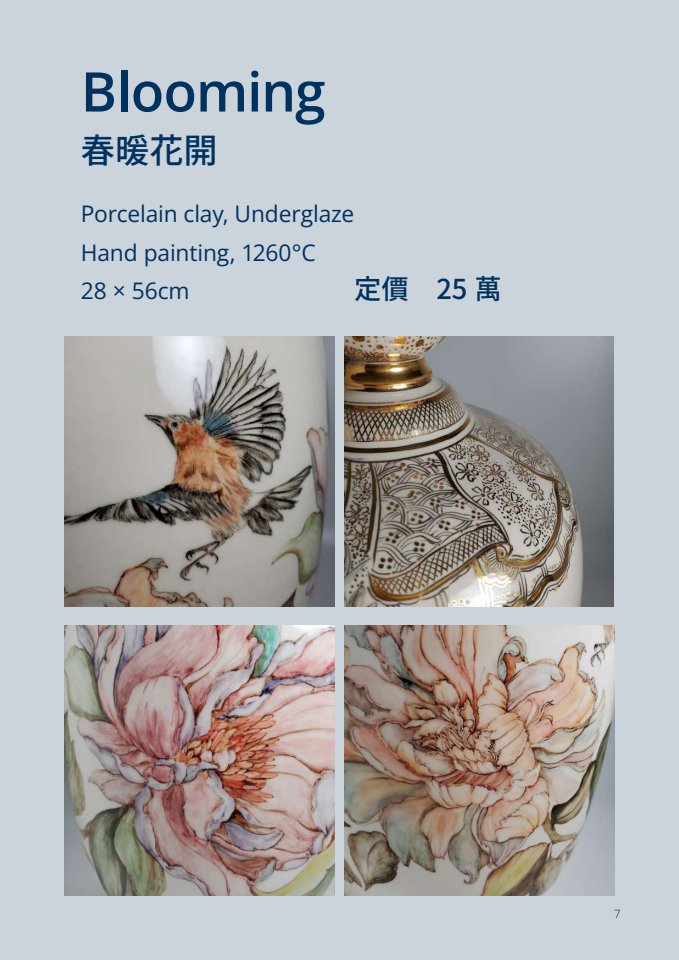 Blooming
春暖花開
Porcelain clay, Underglaze
Hand painting, 1260°C
28 × 56cm
定價 25 萬
7